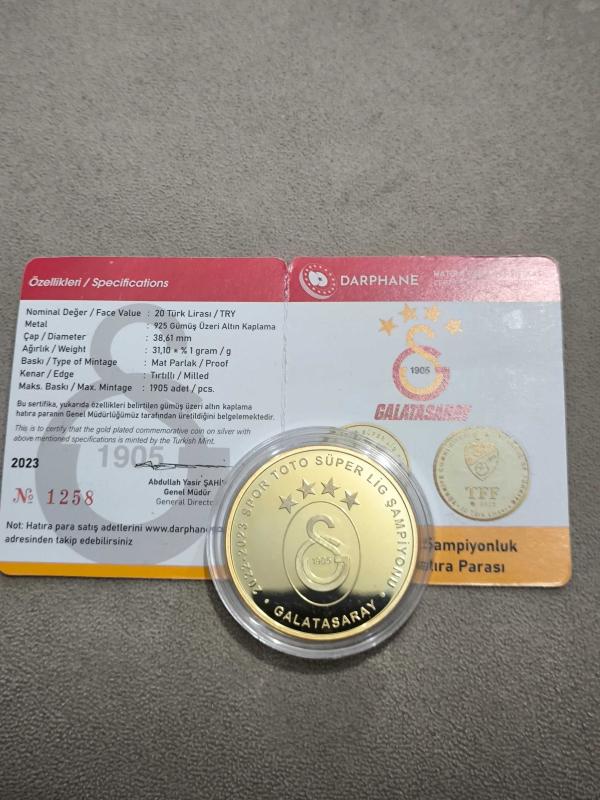 Özellikleri / Specifications
Nominal Değer / Face Value : 20 Türk Lirası / TRY
Metal : 925 Gümüş Üzeri Altın Kaplama
Çap / Diameter : 38,61 mm
Ağırlık / Weight : 31,10 ± % 1 gram / g
Baskı / Type of Mintage : Mat Parlak / Proof
Kenar / Edge : Tırtıllı / Milled
Maks. Baskı / Max. Mintage : 1905 adet / pcs.
Bu sertifika, yukarıda özellikleri belirtilen gümüş üzeri altın kaplama
hatıra paranın Genel Müdürlüğümüz tarafından üretildiğini belgelemektedir.
This is to certify that the gold plated commemorative coin on silver with
above mentioned specifications is minted by the Turkish Mint.
1905
2023
Abdullah Yasir ŞAHİ
Genel Müdür
General Director
№ 1258
Not: Hatıra para satış adetlerini www.darphane
adresinden takip edebilirsiniz
DARPHANE
1905
GALATASARAY
TFF
2023
Şampiyonluk
Hatıra Parası
2022-2023 SPOR TOTO SÜPER LİG ŞAMPİYONU
1905
• GALATASARAY •